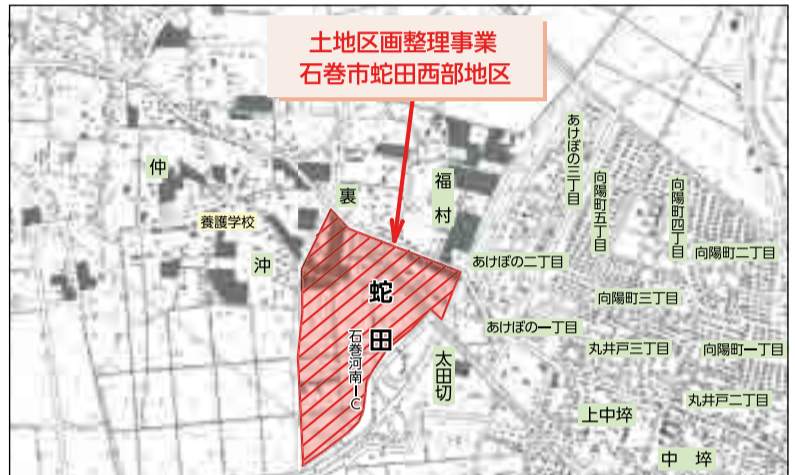 土地区画整理事業
石巻市蛇田西部地区
仲
養護学校
沖
裏
福村
蛇田
石巻河南IC
太田切
あけぼの三丁目
向陽町五丁目
向陽町四丁目
向陽町二丁目
あけぼの二丁目
向陽町三丁目
あけぼの一丁目
丸井戸三丁目
向陽町一丁目
丸井戸二丁目
上中埣
中 埣